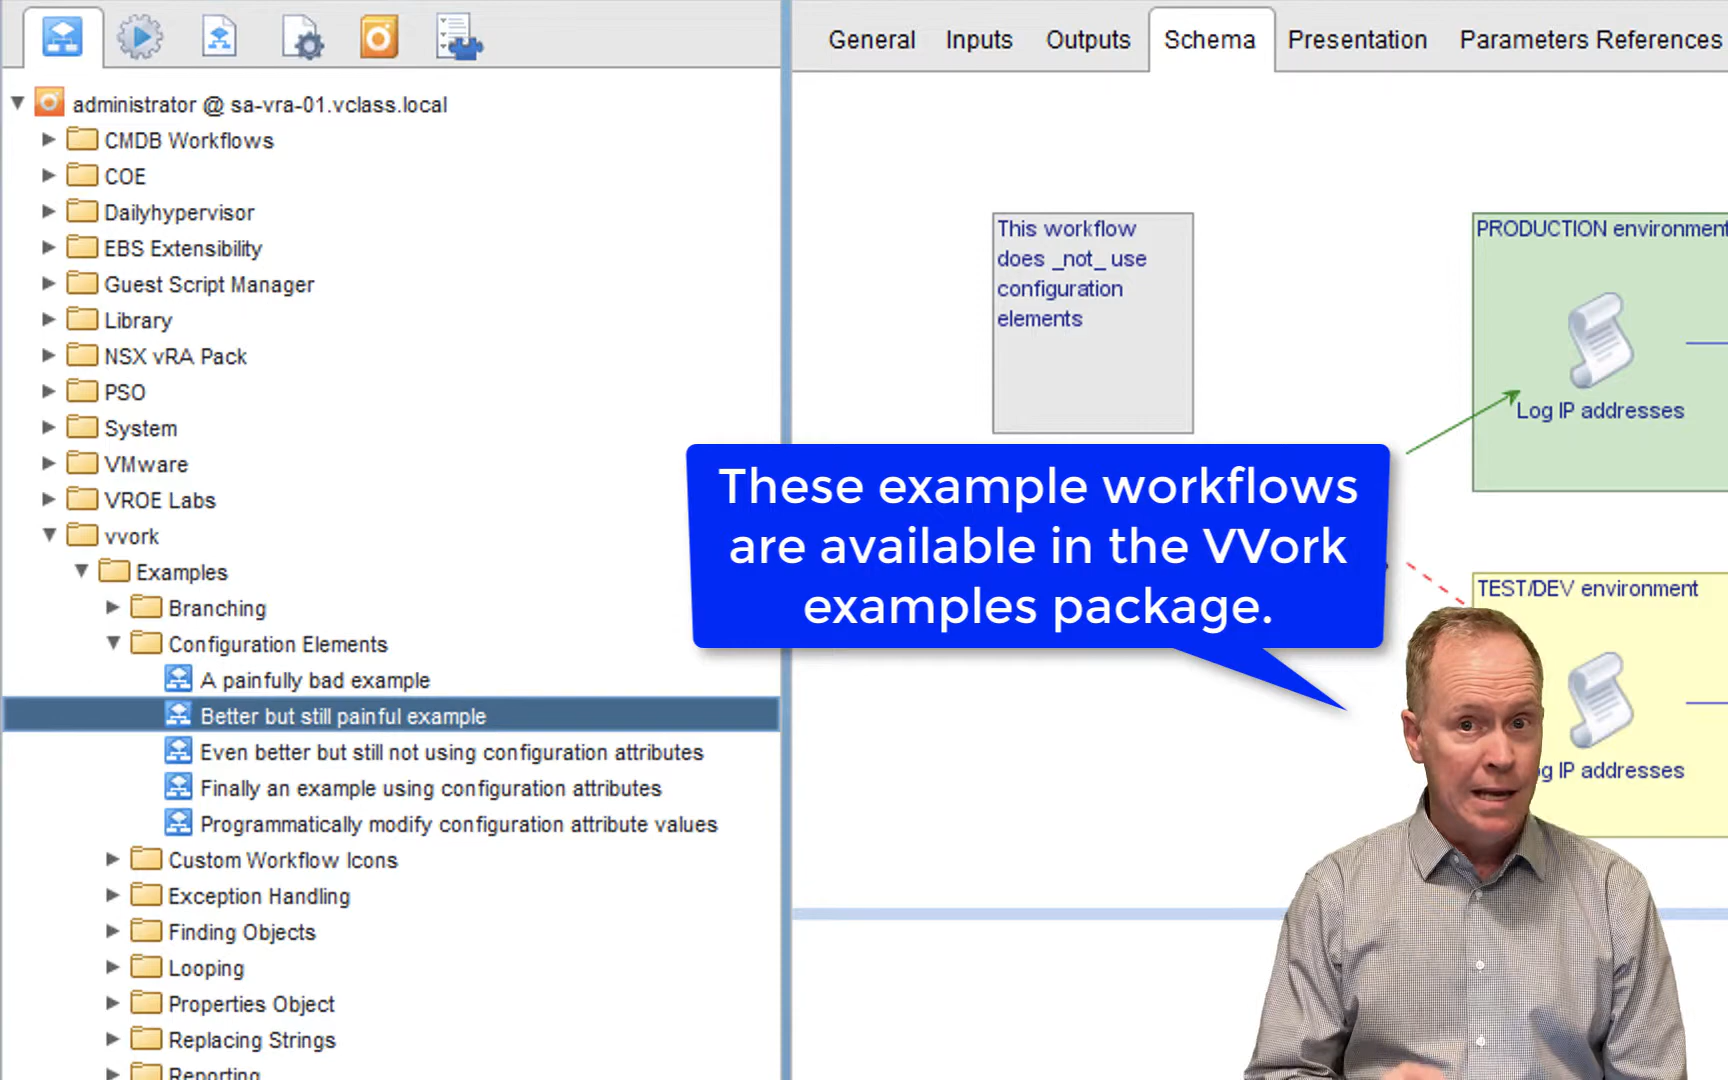 administrator @ sa-vra-01.vclass.local
CMDB Workflows
COE
Dailyhypervisor
EBS Extensibility
Guest Script Manager
Library
NSX vRA Pack
PSO
System
VMware
VROE Labs
vvork
Examples
Branching
Configuration Elements
A painfully bad example
Better but still painful example
Even better but still not using configuration attributes
Finally an example using configuration attributes
Programmatically modify configuration attribute values
Custom Workflow Icons
Exception Handling
Finding Objects
Looping
Properties Object
Replacing Strings
Reporting
General Inputs Outputs Schema Presentation Parameters References
This workflow
does _not_ use
configuration
elements
PRODUCTION environment
Log IP addresses
These example workflows
are available in the VVork
examples package.
TEST/DEV environment
IP addresses